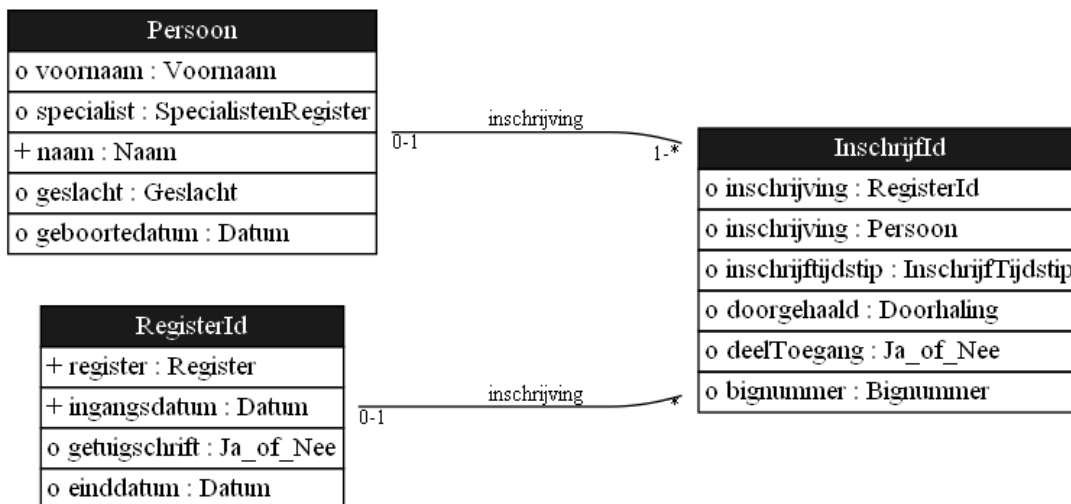 Persoon
o voornaam : Voornaam
o specialist : SpecialistenRegister
+ naam : Naam
o geslacht : Geslacht
o geboortedatum : Datum
inschrijving
0-1
1-*
InschrijfId
o inschrijving : RegisterId
o inschrijving : Persoon
o inschrijftijdstip : InschrijfTijdstip
o doorgehaald : Doorhaling
o deelToegang : Ja_of_Nee
o bignummer : Bignummer
RegisterId
+ register : Register
+ ingangsdatum : Datum
o getuigschrift : Ja_of_Nee
o einddatum : Datum
inschrijving
0-1
*